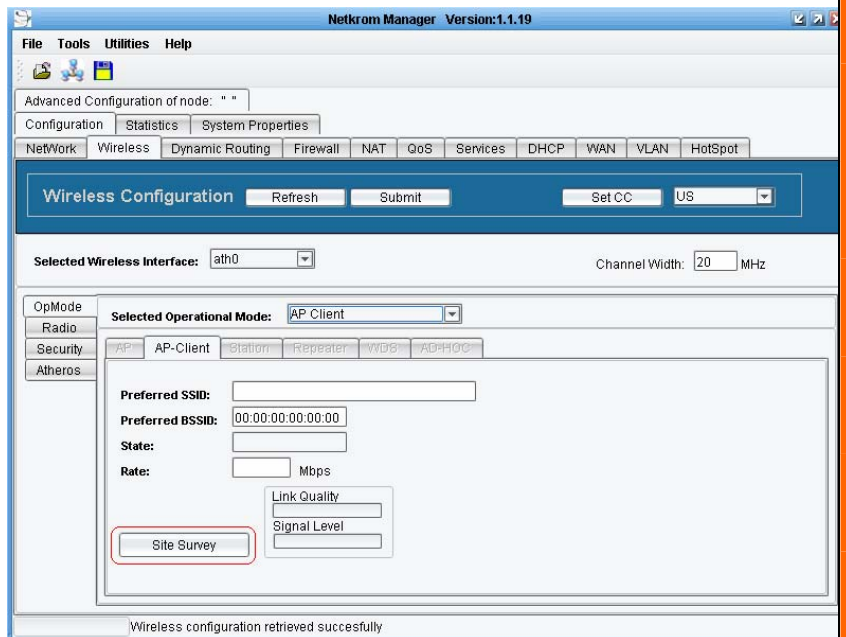 Netkrom Manager Version:1.1.19
File Tools Utilities Help
Advanced Configuration of node: " "
Configuration Statistics System Properties
NetWork Wireless Dynamic Routing Firewall NAT QoS Services DHCP WAN VLAN HotSpot
Wireless Configuration Refresh Submit Set CC US
Selected Wireless Interface: ath0 Channel Width: 20 MHz
OpMode
Radio
Security
Atheros
Selected Operational Mode: AP Client
AP AP-Client Station Repeater WDS AD-HOC
Preferred SSID:
Preferred BSSID: 00:00:00:00:00:00
State:
Rate: Mbps
Link Quality
Signal Level
Site Survey
Wireless configuration retrieved succesfully